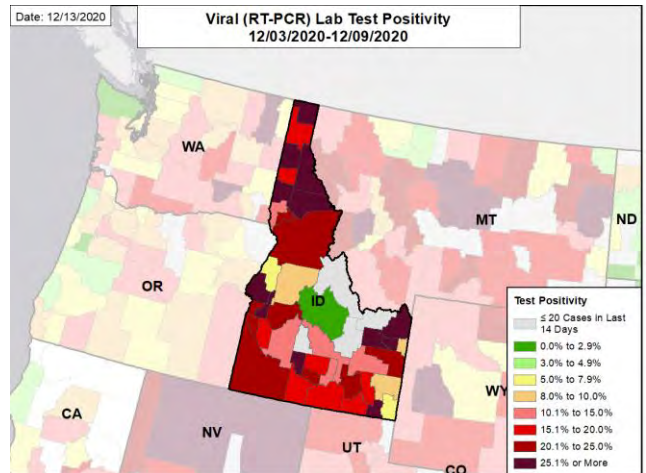 Date: 12/13/2020
Viral (RT-PCR) Lab Test Positivity
12/03/2020-12/09/2020
WA
MT
ND
OR
ID
WY
CA
NV
UT
CO
Test Positivity
≤ 20 Cases in Last
14 Days
0.0% to 2.9%
3.0% to 4.9%
5.0% to 7.9%
8.0% to 10.0%
10.1% to 15.0%
15.1% to 20.0%
20.1% to 25.0%
25.1% or More